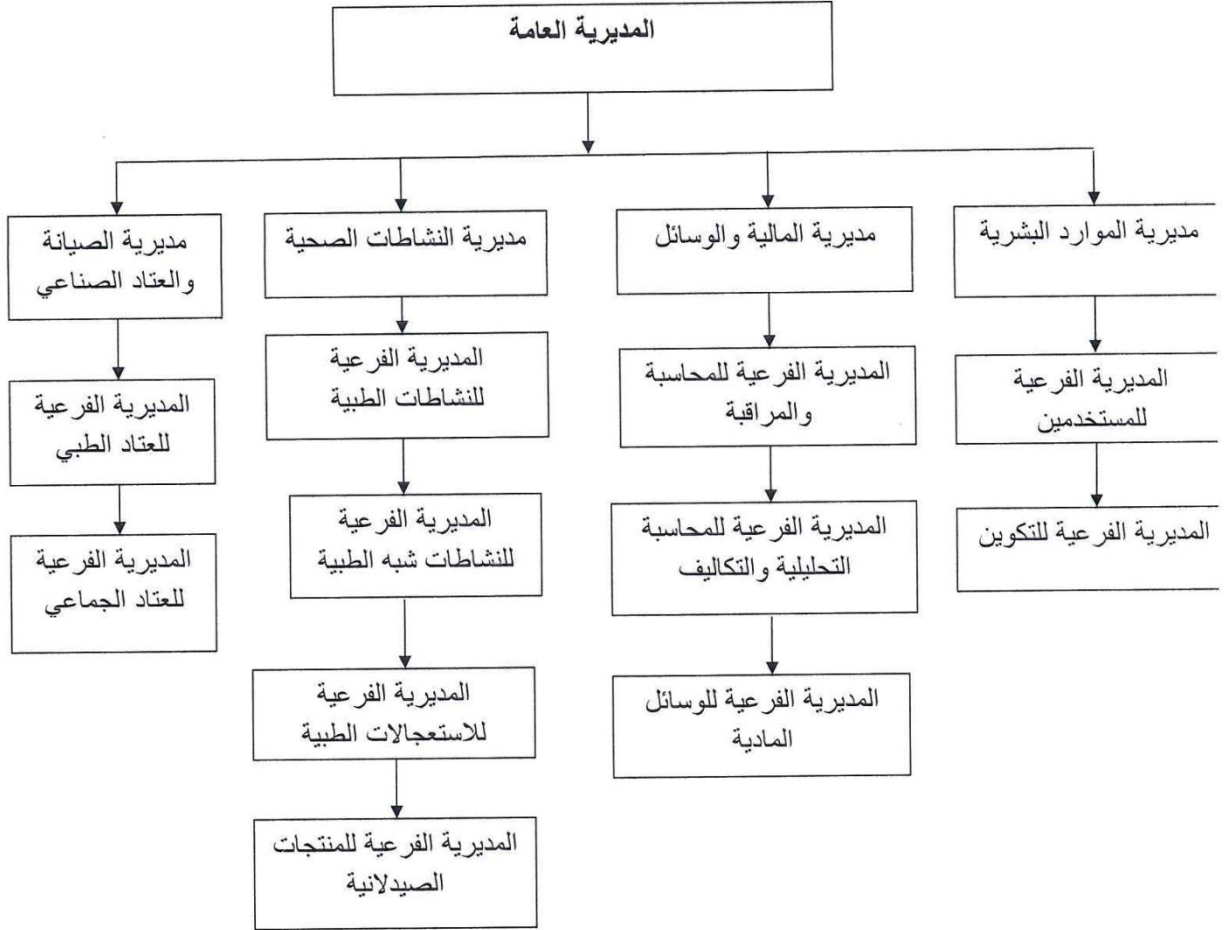 المديرية العامة
مديرية الموارد البشرية
مديرية المالية والوسائل
مديرية النشاطات الصحية
مديرية الصيانة
والعتاد الصناعي
المديرية الفرعية
للمستخدمين
المديرية الفرعية للمحاسبة
والمراقبة
المديرية الفرعية
للنشاطات الطبية
المديرية الفرعية
للعتاد الطبي
المديرية الفرعية للتكوين
المديرية الفرعية للمحاسبة
التحليلية والتكاليف
المديرية الفرعية
للنشاطات شبه الطبية
المديرية الفرعية
للعتاد الجماعي
المديرية الفرعية للوسائل
المادية
المديرية الفرعية
للاستعجالات الطبية
المديرية الفرعية للمنتجات
الصيدلانية